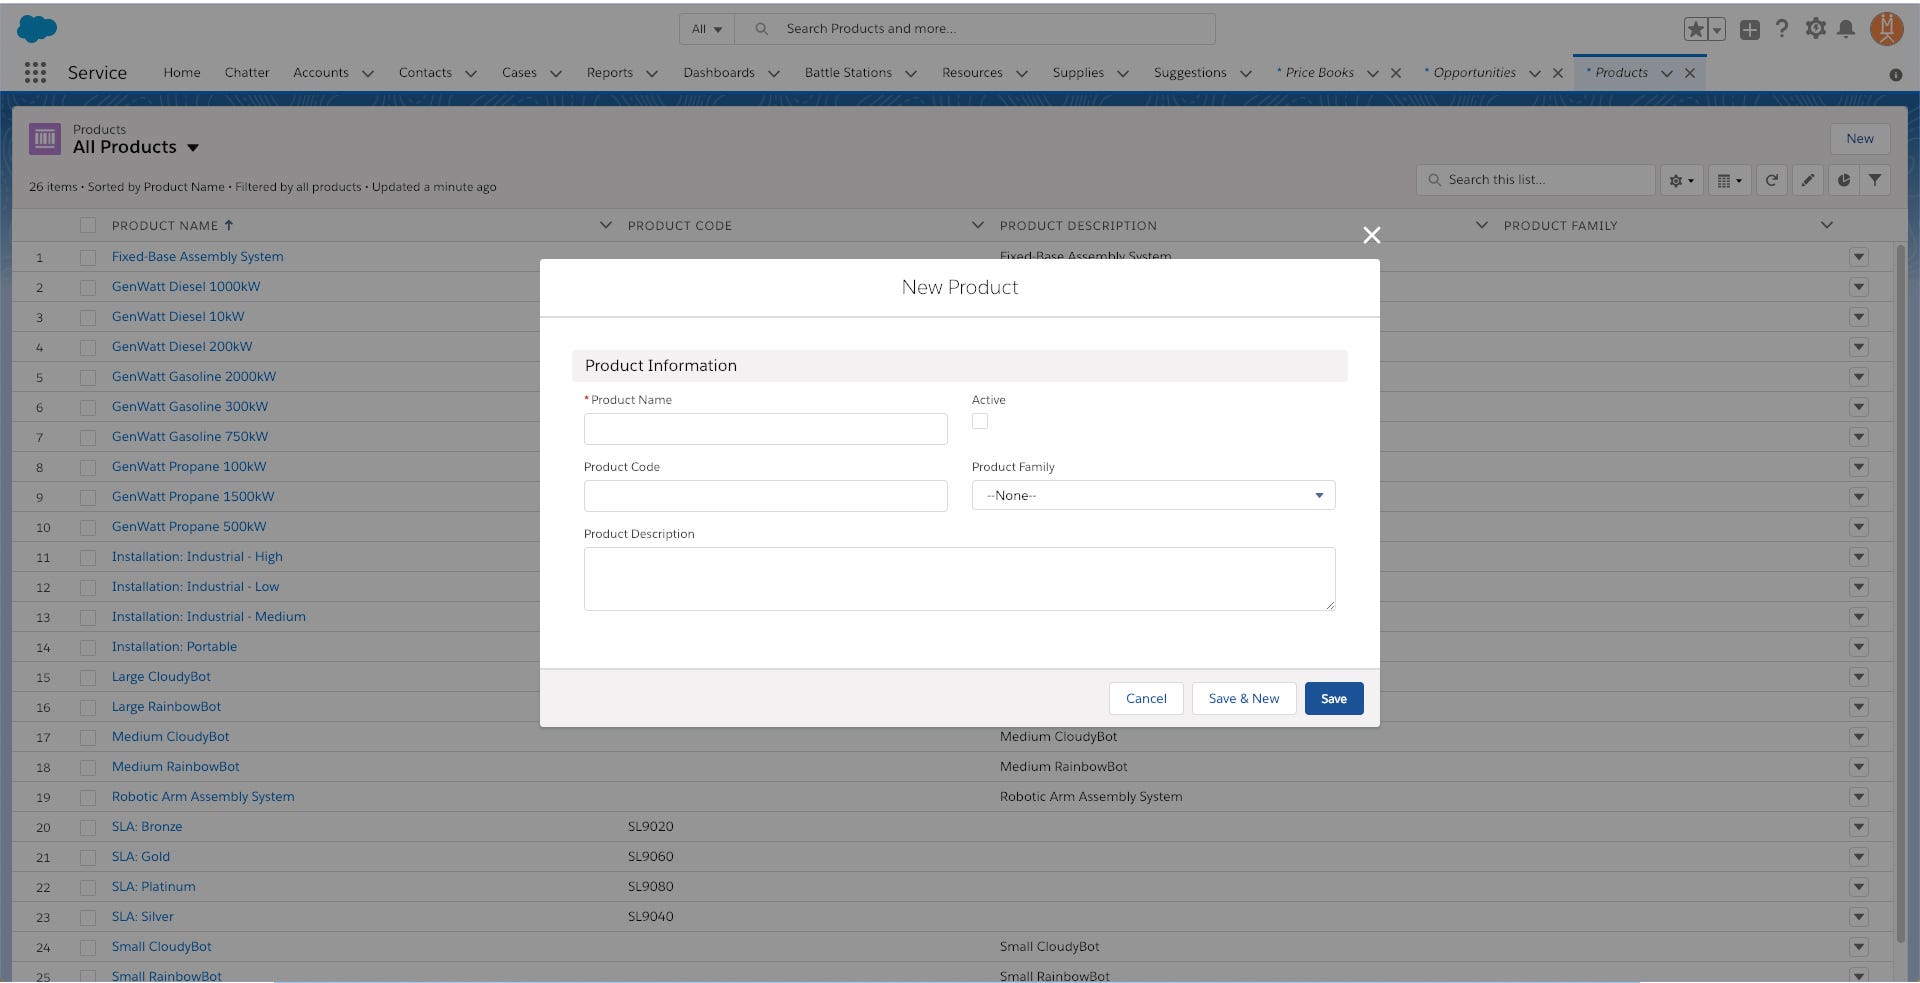 All
Search Products and more...
Service
Home
Chatter
Accounts
Contacts
Cases
Reports
Dashboards
Battle Stations
Resources
Supplies
Suggestions
* Price Books
* Opportunities
* Products
Products
All Products
New
26 items • Sorted by Product Name • Filtered by all products • Updated a minute ago
Search this list...
PRODUCT NAME
PRODUCT CODE
PRODUCT DESCRIPTION
PRODUCT FAMILY
1 Fixed-Base Assembly System Fixed-Base Assembly System
2 GenWatt Diesel 1000kW
3 GenWatt Diesel 10kW
4 GenWatt Diesel 200kW
5 GenWatt Gasoline 2000kW
6 GenWatt Gasoline 300kW
7 GenWatt Gasoline 750kW
8 GenWatt Propane 100kW
9 GenWatt Propane 1500kW
10 GenWatt Propane 500kW
11 Installation: Industrial - High
12 Installation: Industrial - Low
13 Installation: Industrial - Medium
14 Installation: Portable
15 Large CloudyBot
16 Large RainbowBot
17 Medium CloudyBot Medium CloudyBot
18 Medium RainbowBot Medium RainbowBot
19 Robotic Arm Assembly System Robotic Arm Assembly System
20 SLA: Bronze SL9020
21 SLA: Gold SL9060
22 SLA: Platinum SL9080
23 SLA: Silver SL9040
24 Small CloudyBot Small CloudyBot
25 Small RainbowBot Small RainbowBot
New Product
Product Information
* Product Name
Active
Product Code
Product Family
--None--
Product Description
Cancel
Save & New
Save